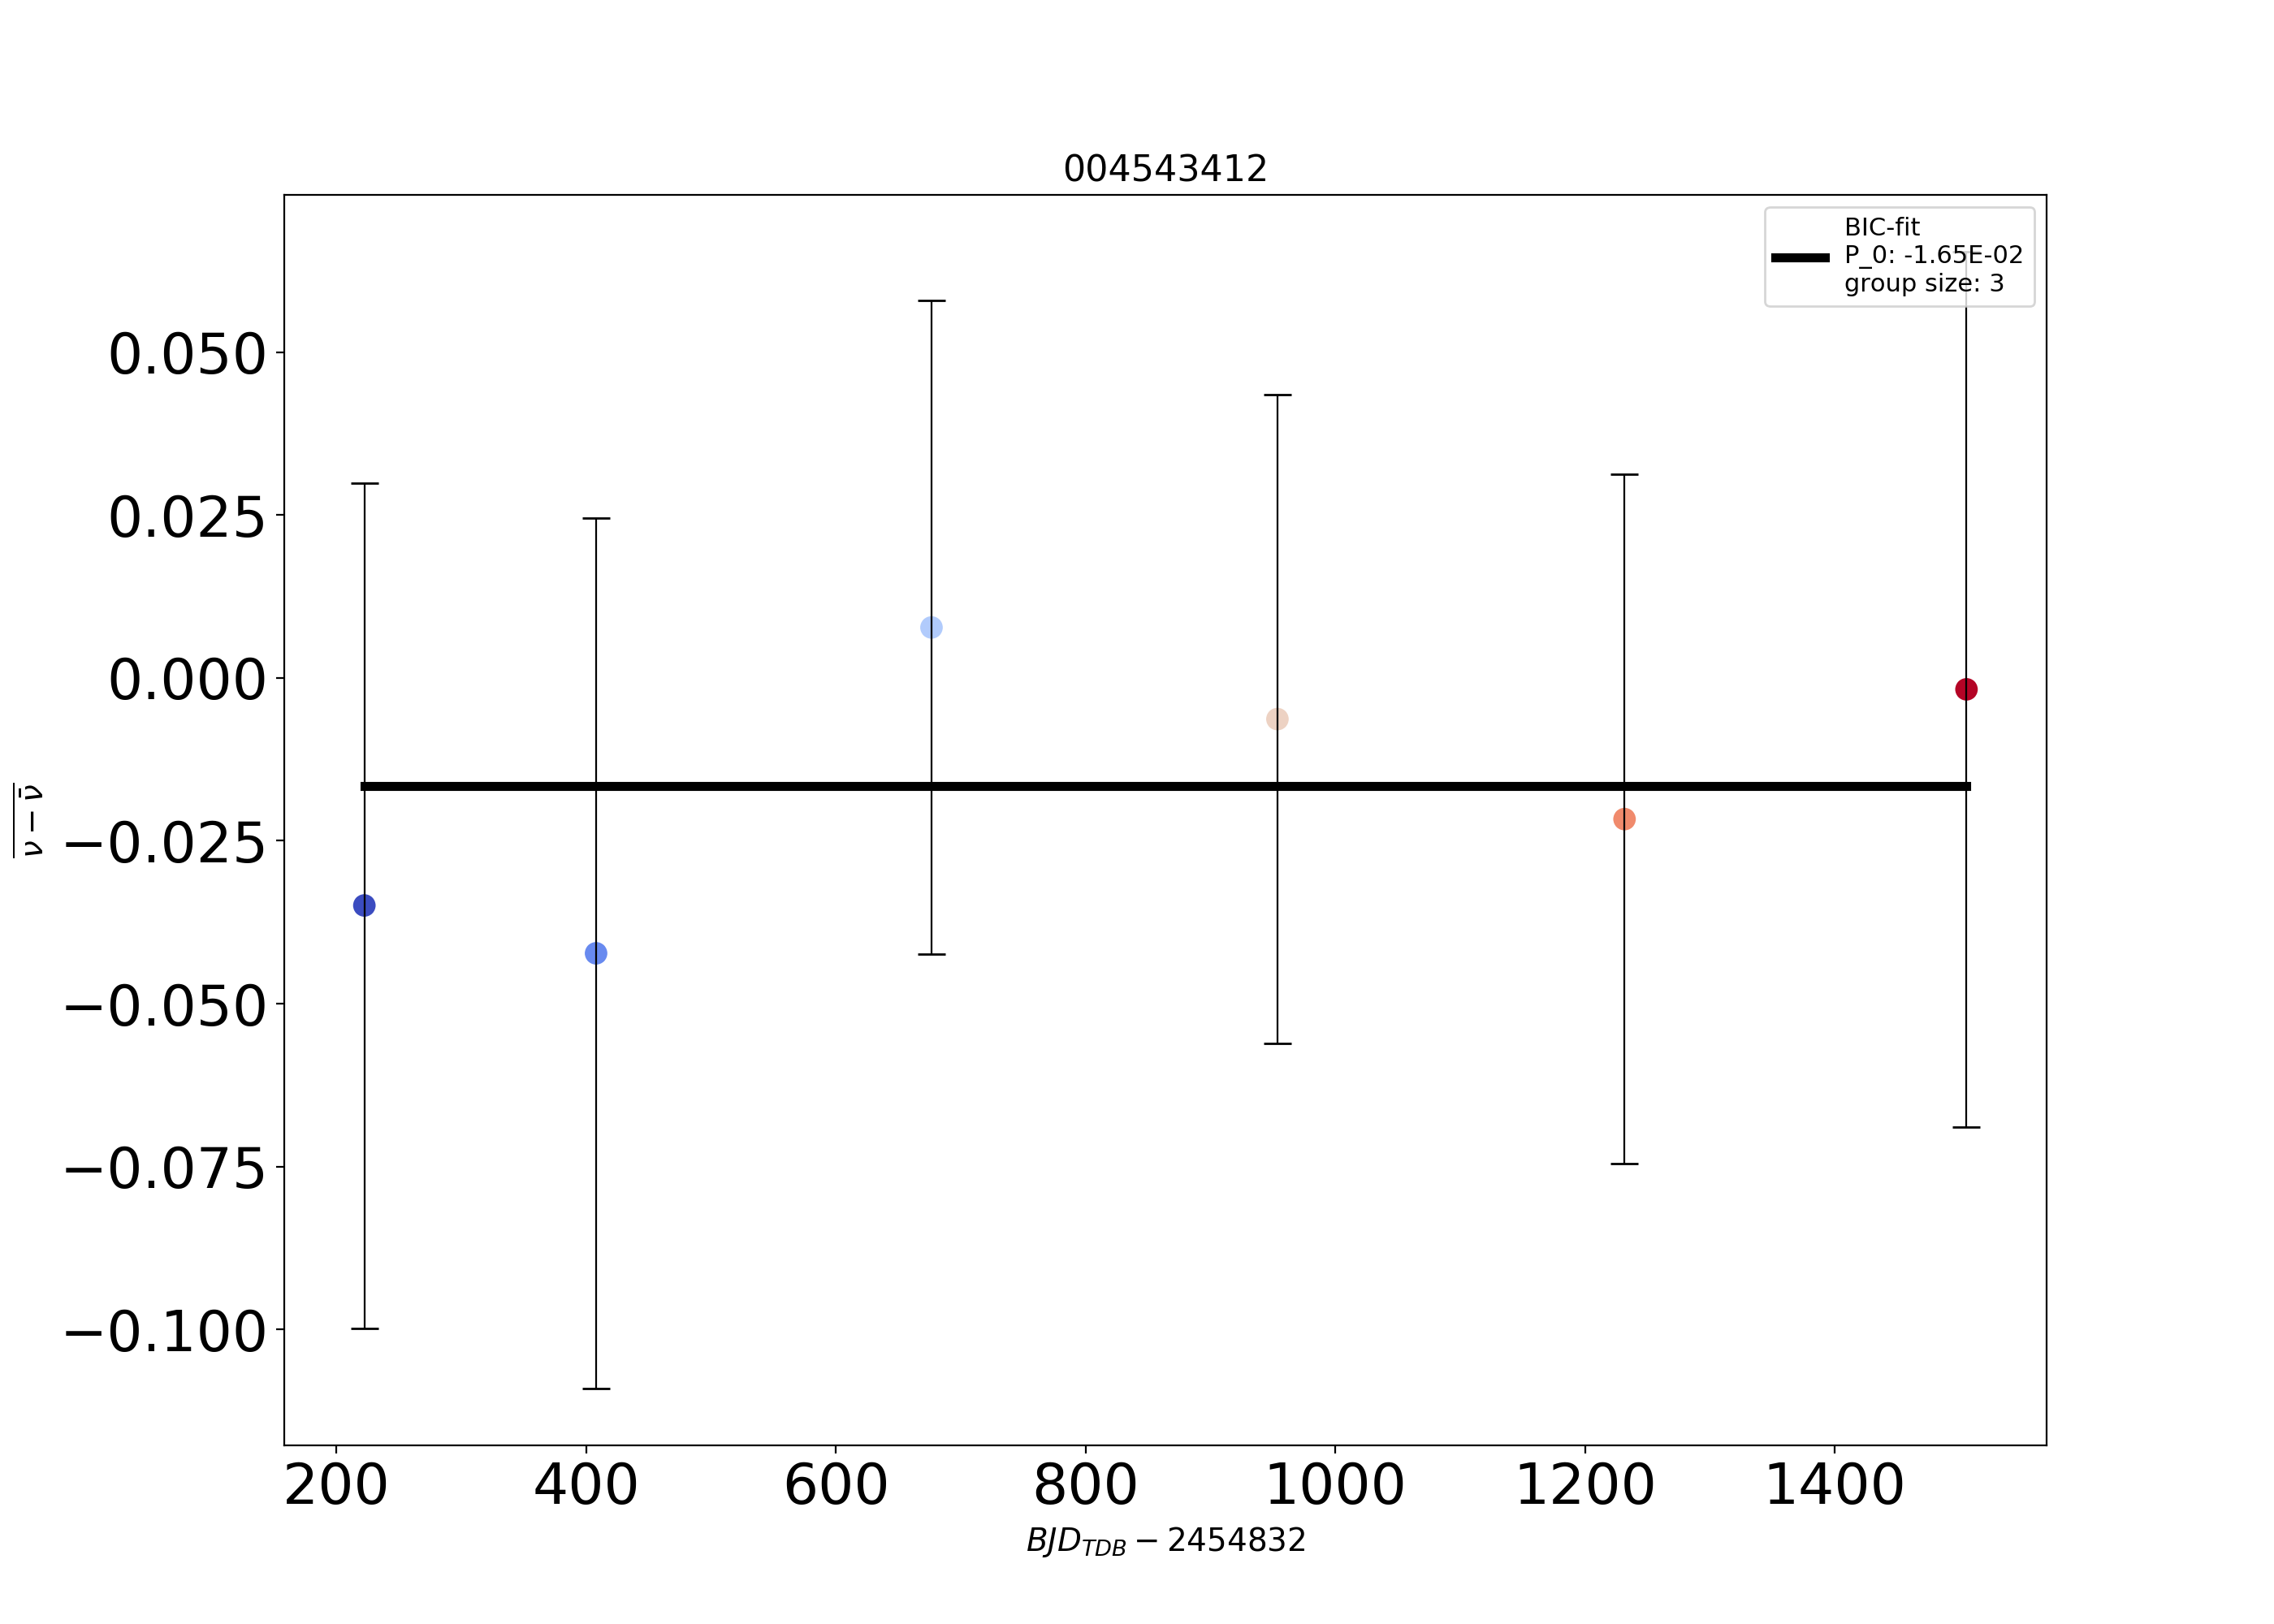 004543412
BIC-fit
P_0: -1.65E-02
group size: 3
0.050
0.025
0.000
−0.025
−0.050
−0.075
−0.100
ν − ν̄
200 400 600 800 1000 1200 1400
BJD_TDB − 2454832